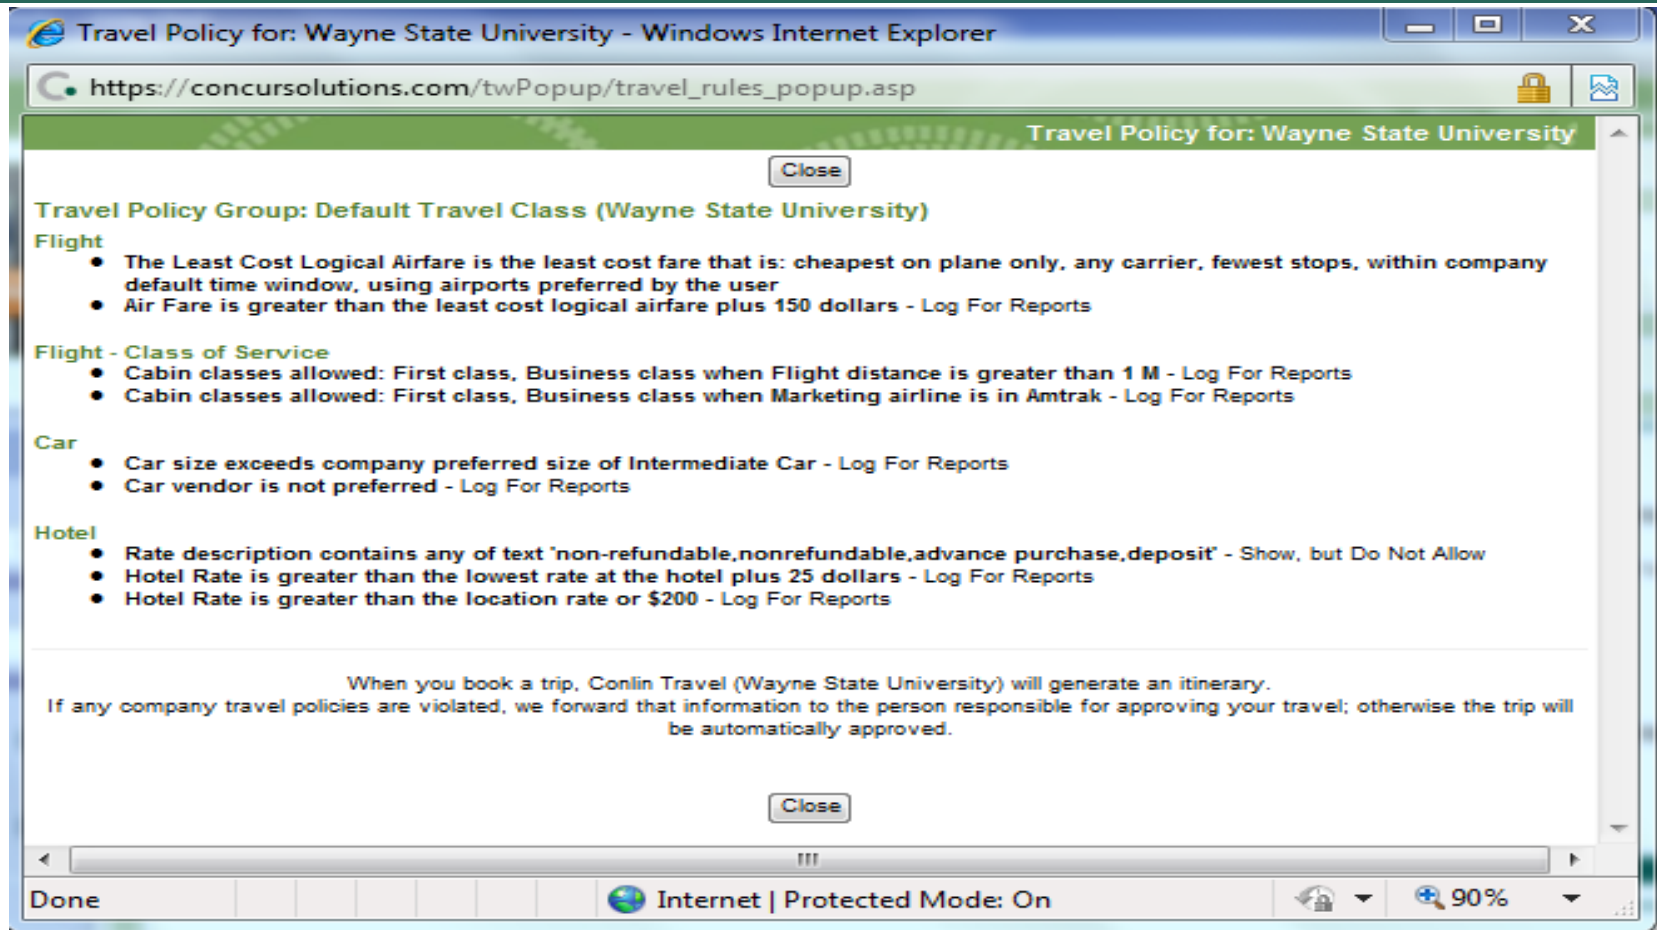 Travel Policy for: Wayne State University - Windows Internet Explorer
https://concursolutions.com/twPopup/travel_rules_popup.asp
Travel Policy for: Wayne State University
Close
Travel Policy Group: Default Travel Class (Wayne State University)
Flight
• The Least Cost Logical Airfare is the least cost fare that is: cheapest on plane only, any carrier, fewest stops, within company
default time window, using airports preferred by the user
• Air Fare is greater than the least cost logical airfare plus 150 dollars - Log For Reports
Flight - Class of Service
• Cabin classes allowed: First class, Business class when Flight distance is greater than 1 M - Log For Reports
• Cabin classes allowed: First class, Business class when Marketing airline is in Amtrak - Log For Reports
Car
• Car size exceeds company preferred size of Intermediate Car - Log For Reports
• Car vendor is not preferred - Log For Reports
Hotel
• Rate description contains any of text 'non-refundable,nonrefundable,advance purchase,deposit' - Show, but Do Not Allow
• Hotel Rate is greater than the lowest rate at the hotel plus 25 dollars - Log For Reports
• Hotel Rate is greater than the location rate or $200 - Log For Reports
When you book a trip, Conlin Travel (Wayne State University) will generate an itinerary.
If any company travel policies are violated, we forward that information to the person responsible for approving your travel; otherwise the trip will
be automatically approved.
Close
Done Internet | Protected Mode: On 90%